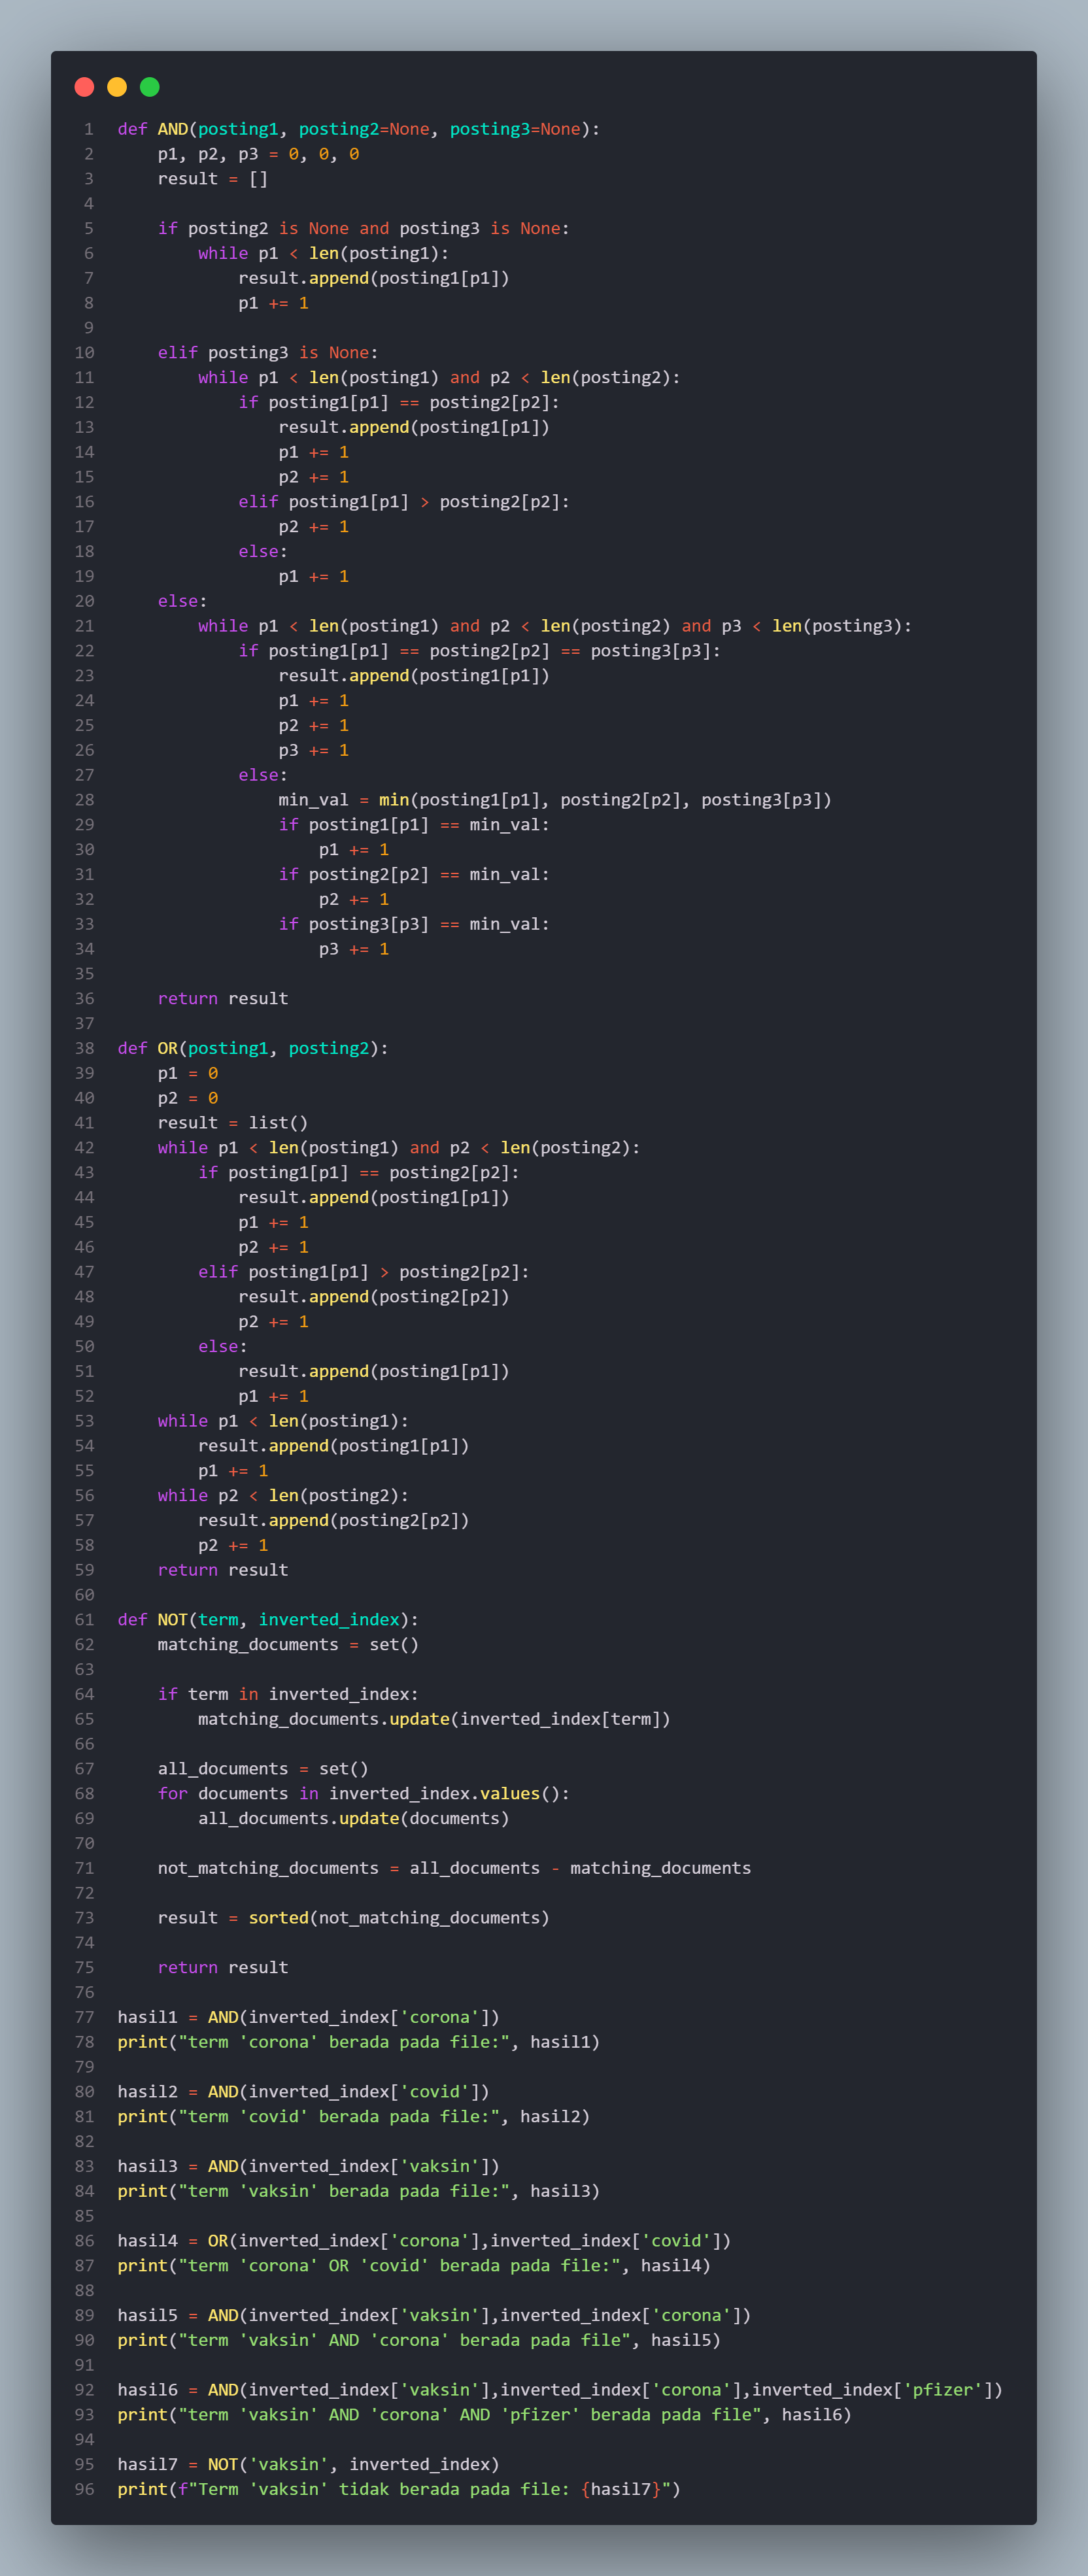 1 def AND(posting1, posting2=None, posting3=None):
2     p1, p2, p3 = 0, 0, 0
3     result = []
4
5     if posting2 is None and posting3 is None:
6         while p1 < len(posting1):
7             result.append(posting1[p1])
8             p1 += 1
9
10     elif posting3 is None:
11         while p1 < len(posting1) and p2 < len(posting2):
12             if posting1[p1] == posting2[p2]:
13                 result.append(posting1[p1])
14                 p1 += 1
15                 p2 += 1
16             elif posting1[p1] > posting2[p2]:
17                 p2 += 1
18             else:
19                 p1 += 1
20     else:
21         while p1 < len(posting1) and p2 < len(posting2) and p3 < len(posting3):
22             if posting1[p1] == posting2[p2] == posting3[p3]:
23                 result.append(posting1[p1])
24                 p1 += 1
25                 p2 += 1
26                 p3 += 1
27             else:
28                 min_val = min(posting1[p1], posting2[p2], posting3[p3])
29                 if posting1[p1] == min_val:
30                     p1 += 1
31                 if posting2[p2] == min_val:
32                     p2 += 1
33                 if posting3[p3] == min_val:
34                     p3 += 1
35
36     return result
37
38 def OR(posting1, posting2):
39     p1 = 0
40     p2 = 0
41     result = list()
42     while p1 < len(posting1) and p2 < len(posting2):
43         if posting1[p1] == posting2[p2]:
44             result.append(posting1[p1])
45             p1 += 1
46             p2 += 1
47         elif posting1[p1] > posting2[p2]:
48             result.append(posting2[p2])
49             p2 += 1
50         else:
51             result.append(posting1[p1])
52             p1 += 1
53     while p1 < len(posting1):
54         result.append(posting1[p1])
55         p1 += 1
56     while p2 < len(posting2):
57         result.append(posting2[p2])
58         p2 += 1
59     return result
60
61 def NOT(term, inverted_index):
62     matching_documents = set()
63
64     if term in inverted_index:
65         matching_documents.update(inverted_index[term])
66
67     all_documents = set()
68     for documents in inverted_index.values():
69         all_documents.update(documents)
70
71     not_matching_documents = all_documents - matching_documents
72
73     result = sorted(not_matching_documents)
74
75     return result
76
77 hasil1 = AND(inverted_index['corona'])
78 print("term 'corona' berada pada file:", hasil1)
79
80 hasil2 = AND(inverted_index['covid'])
81 print("term 'covid' berada pada file:", hasil2)
82
83 hasil3 = AND(inverted_index['vaksin'])
84 print("term 'vaksin' berada pada file:", hasil3)
85
86 hasil4 = OR(inverted_index['corona'],inverted_index['covid'])
87 print("term 'corona' OR 'covid' berada pada file:", hasil4)
88
89 hasil5 = AND(inverted_index['vaksin'],inverted_index['corona'])
90 print("term 'vaksin' AND 'corona' berada pada file", hasil5)
91
92 hasil6 = AND(inverted_index['vaksin'],inverted_index['corona'],inverted_index['pfizer'])
93 print("term 'vaksin' AND 'corona' AND 'pfizer' berada pada file", hasil6)
94
95 hasil7 = NOT('vaksin', inverted_index)
96 print(f"Term 'vaksin' tidak berada pada file: {hasil7}")